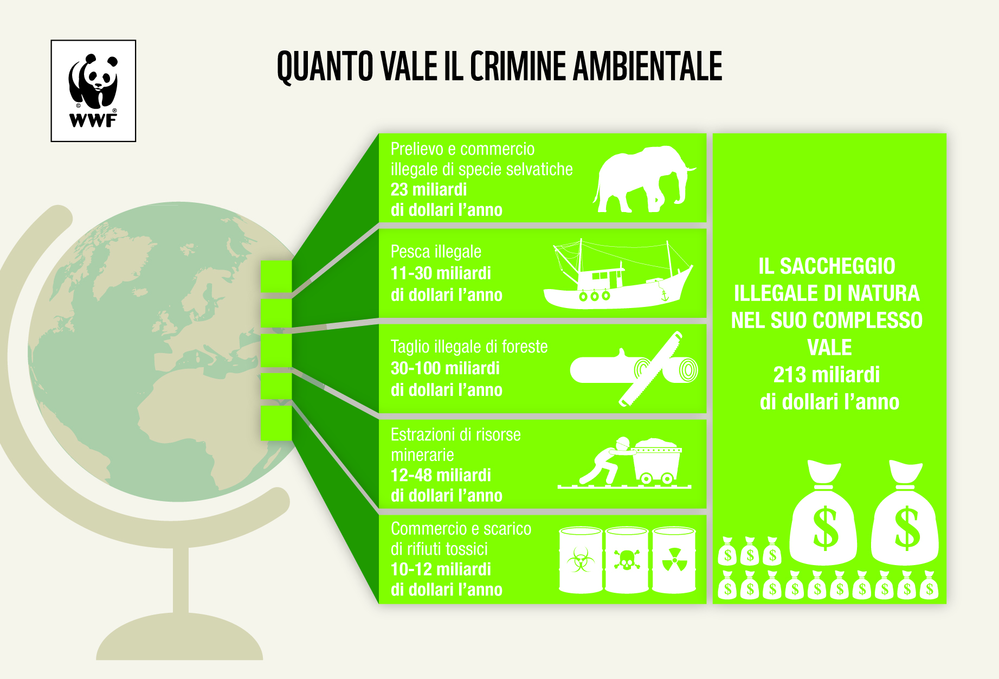 ©
®
WWF
QUANTO VALE IL CRIMINE AMBIENTALE
Prelievo e commercio
illegale di specie selvatiche
23 miliardi
di dollari l’anno
Pesca illegale
11-30 miliardi
di dollari l’anno
Taglio illegale di foreste
30-100 miliardi
di dollari l’anno
Estrazioni di risorse
minerarie
12-48 miliardi
di dollari l’anno
Commercio e scarico
di rifiuti tossici
10-12 miliardi
di dollari l’anno
IL SACCHEGGIO
ILLEGALE DI NATURA
NEL SUO COMPLESSO
VALE
213 miliardi
di dollari l’anno
$ $
$ $ $
$ $ $ $ $ $ $ $ $ $